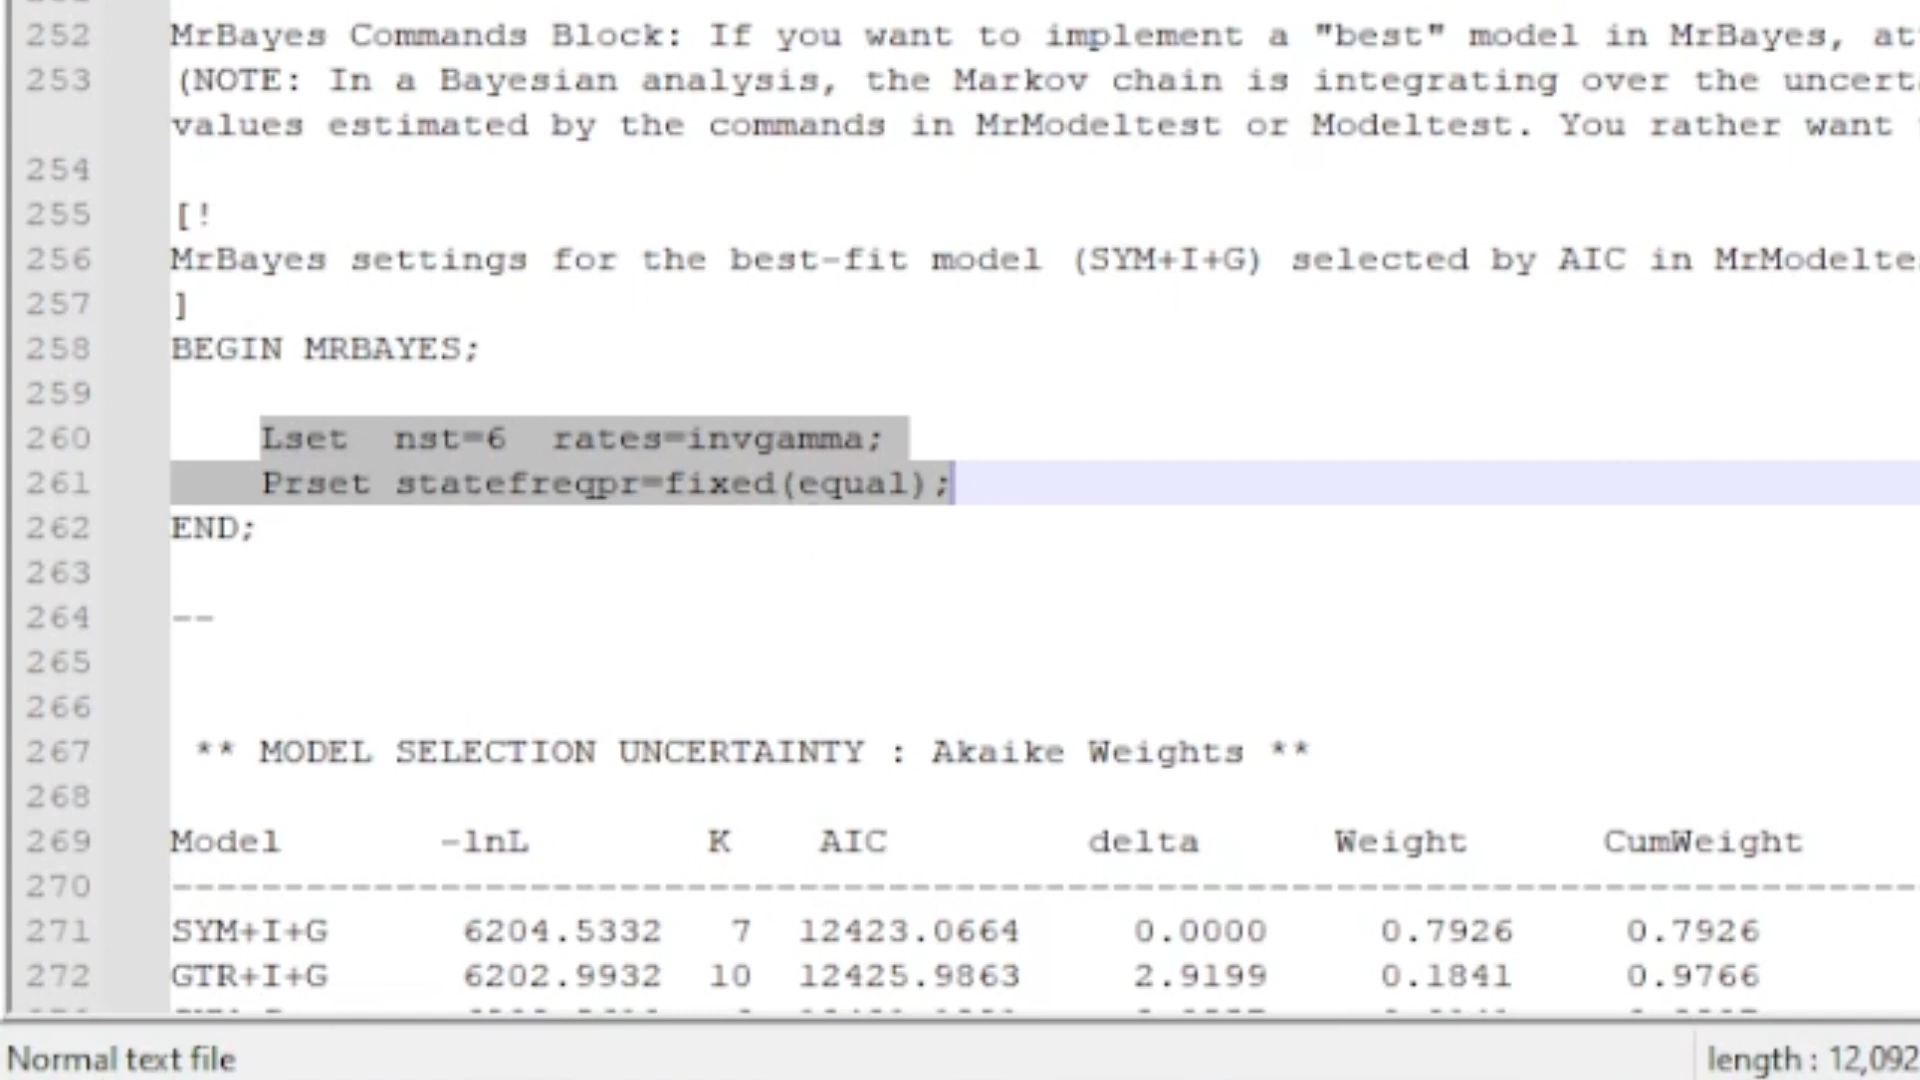 252 MrBayes Commands Block: If you want to implement a "best" model in MrBayes,
253 (NOTE: In a Bayesian analysis, the Markov chain is integrating over the
values estimated by the commands in MrModeltest or Modeltest. You rather want
254
255 [!
256 MrBayes settings for the best-fit model (SYM+I+G) selected by AIC in
257 ]
258 BEGIN MRBAYES;
259
260 Lset nst=6 rates=invgamma;
261 Prset statefreqpr=fixed(equal);
262 END;
263
264 --
265
266
267 ** MODEL SELECTION UNCERTAINTY : Akaike Weights **
268
269 Model -lnL K AIC delta Weight CumWeight
270 ----------------------------------------------------------------
271 SYM+I+G 6204.5332 7 12423.0664 0.0000 0.7926 0.7926
272 GTR+I+G 6202.9932 10 12425.9863 2.9199 0.1841 0.9766
Normal text file
length : 12,092